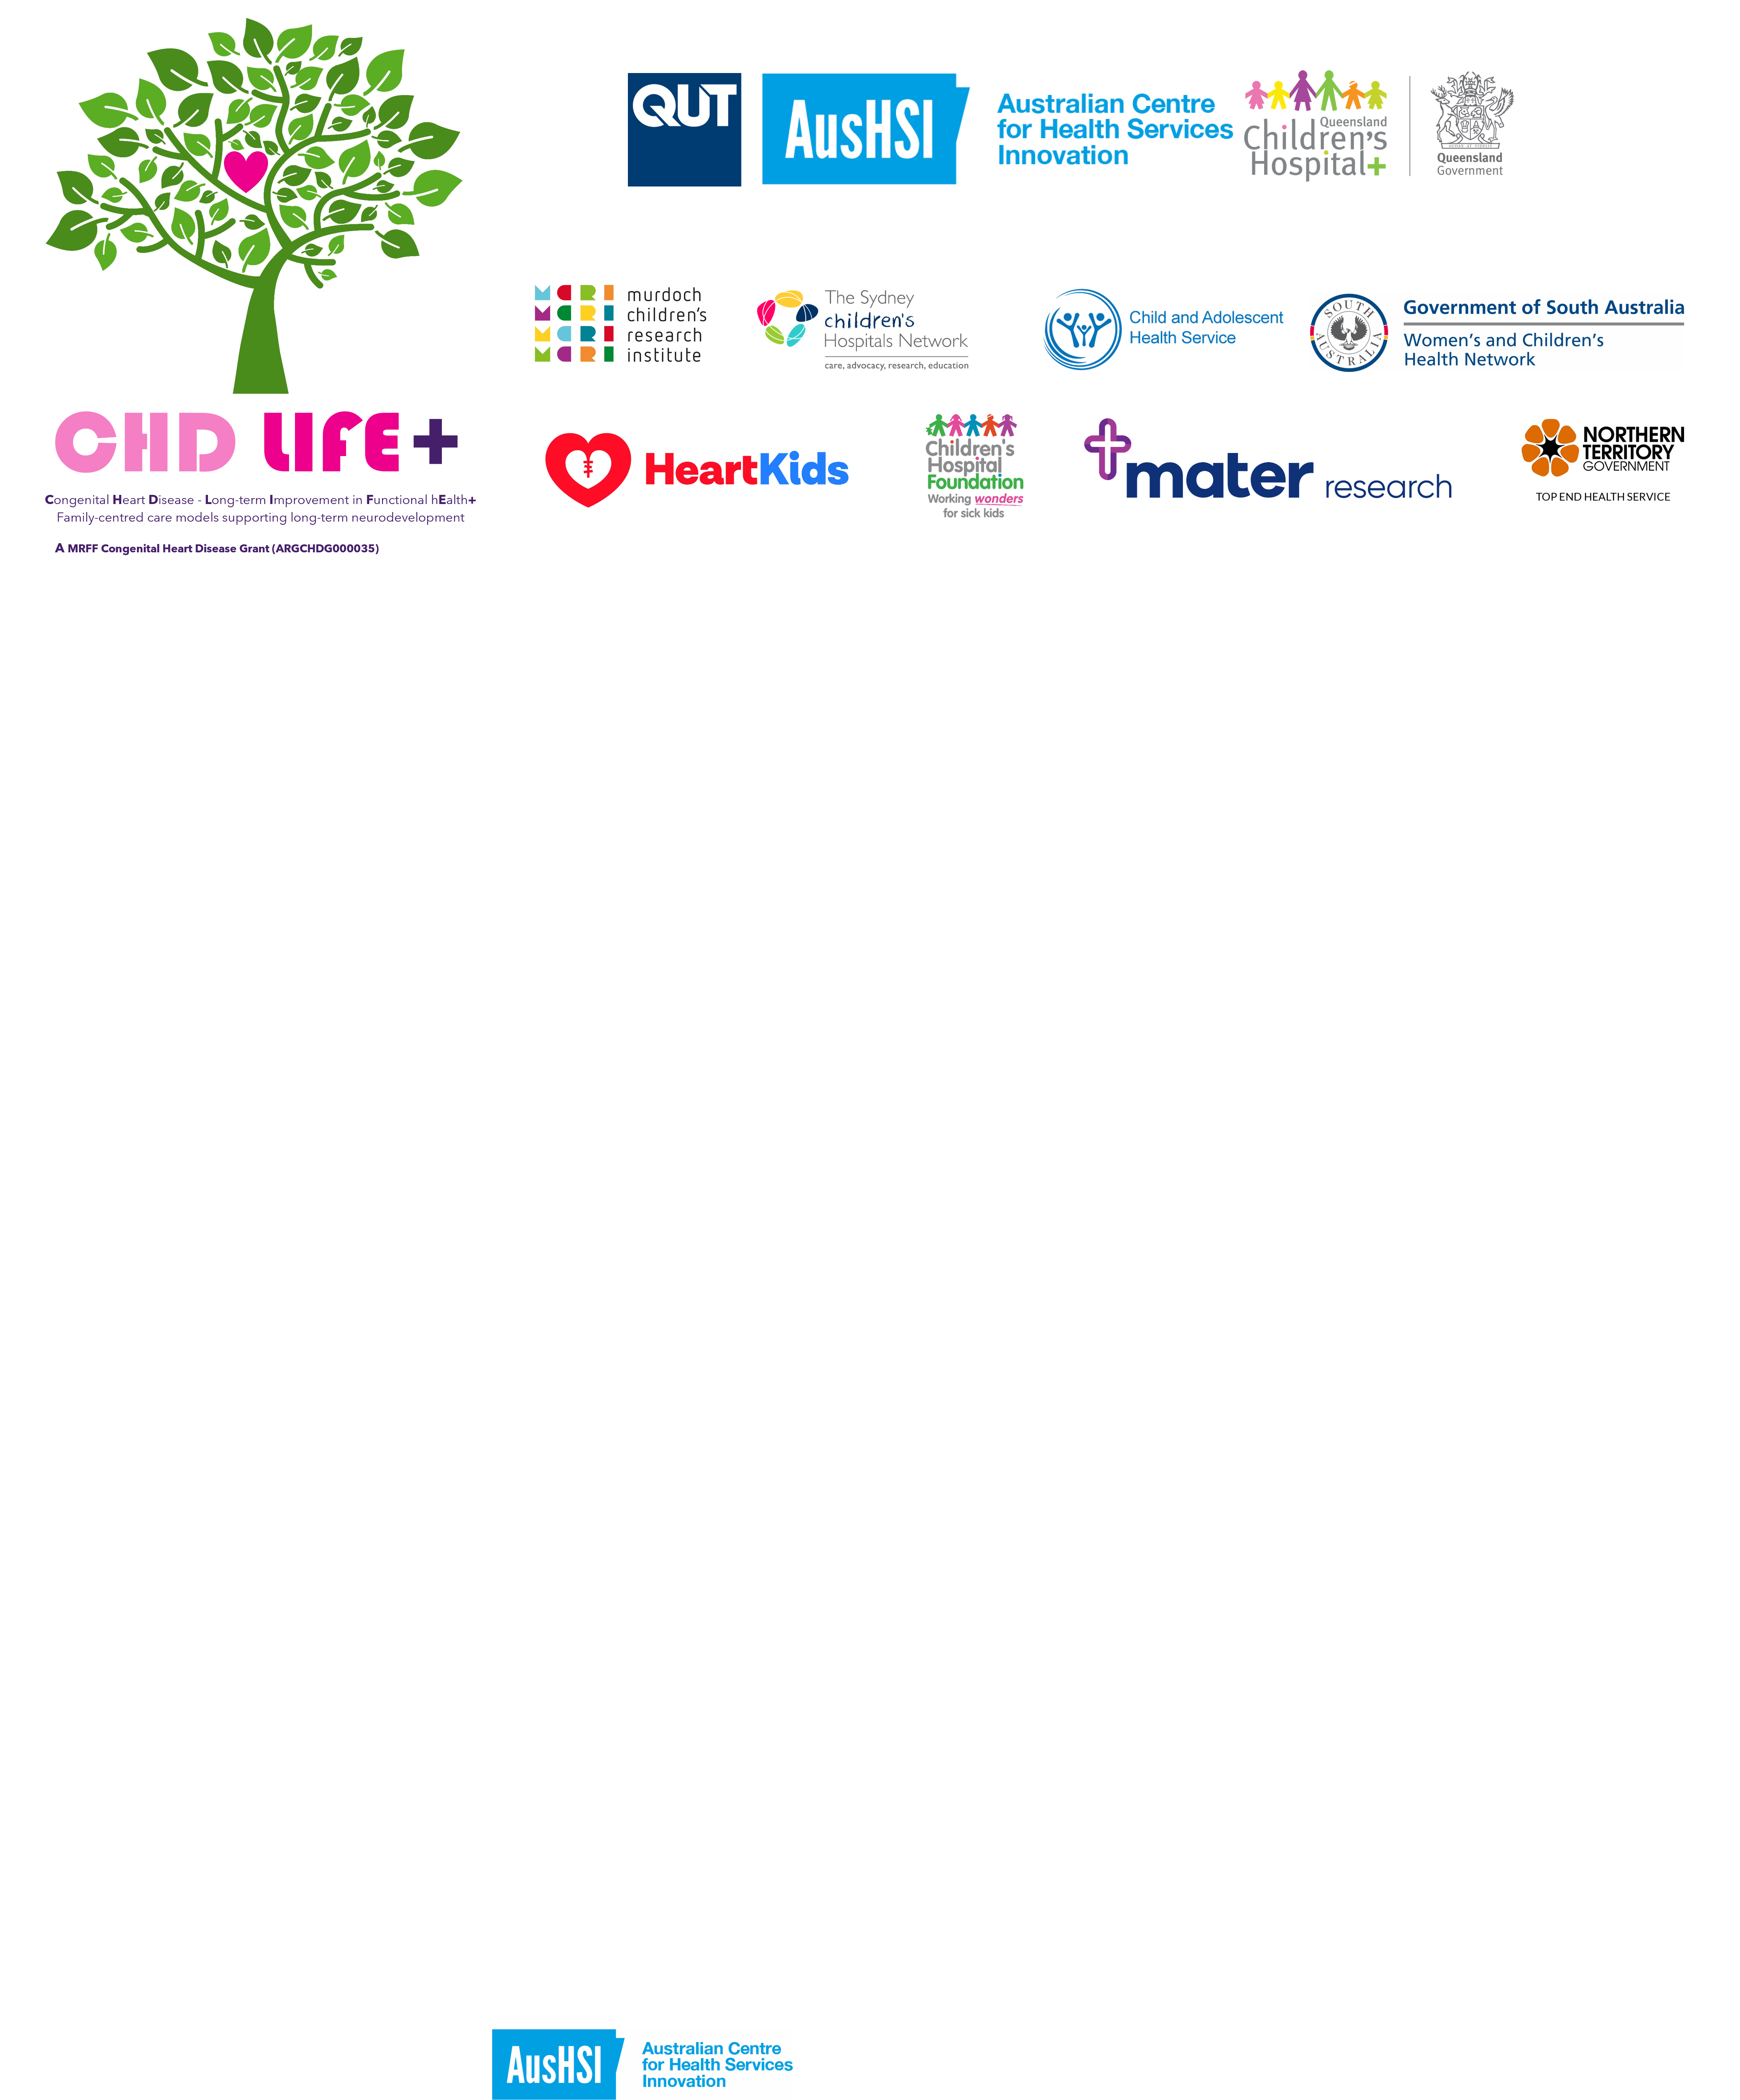 QUT
AusHSI
Australian Centre
for Health Services
Innovation
Queensland
Children's
Hospital+
Queensland
Government
MCRI
MCRI
MCRI
MCRI
murdoch
children's
research
institute
The Sydney
children's
Hospitals Network
care, advocacy, research, education
Child and Adolescent
Health Service
SOUTH
AUSTRALIA
Government of South Australia
Women's and Children's
Health Network
CHD LIFE+
Congenital Heart Disease - Long-term Improvement in Functional hEalth+
Family-centred care models supporting long-term neurodevelopment
A MRFF Congenital Heart Disease Grant (ARGCHDG000035)
HeartKids
Children's
Hospital
Foundation
Working wonders
for sick kids
mater research
NORTHERN
TERRITORY
GOVERNMENT
TOP END HEALTH SERVICE
AusHSI
Australian Centre
for Health Services
Innovation